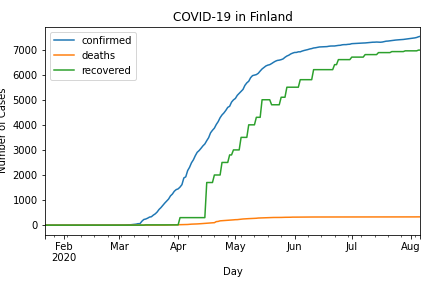 COVID-19 in Finland
confirmed
deaths
recovered
7000
6000
5000
4000
3000
2000
1000
0
Number of Cases
Feb Mar Apr May Jun Jul Aug
2020
Day